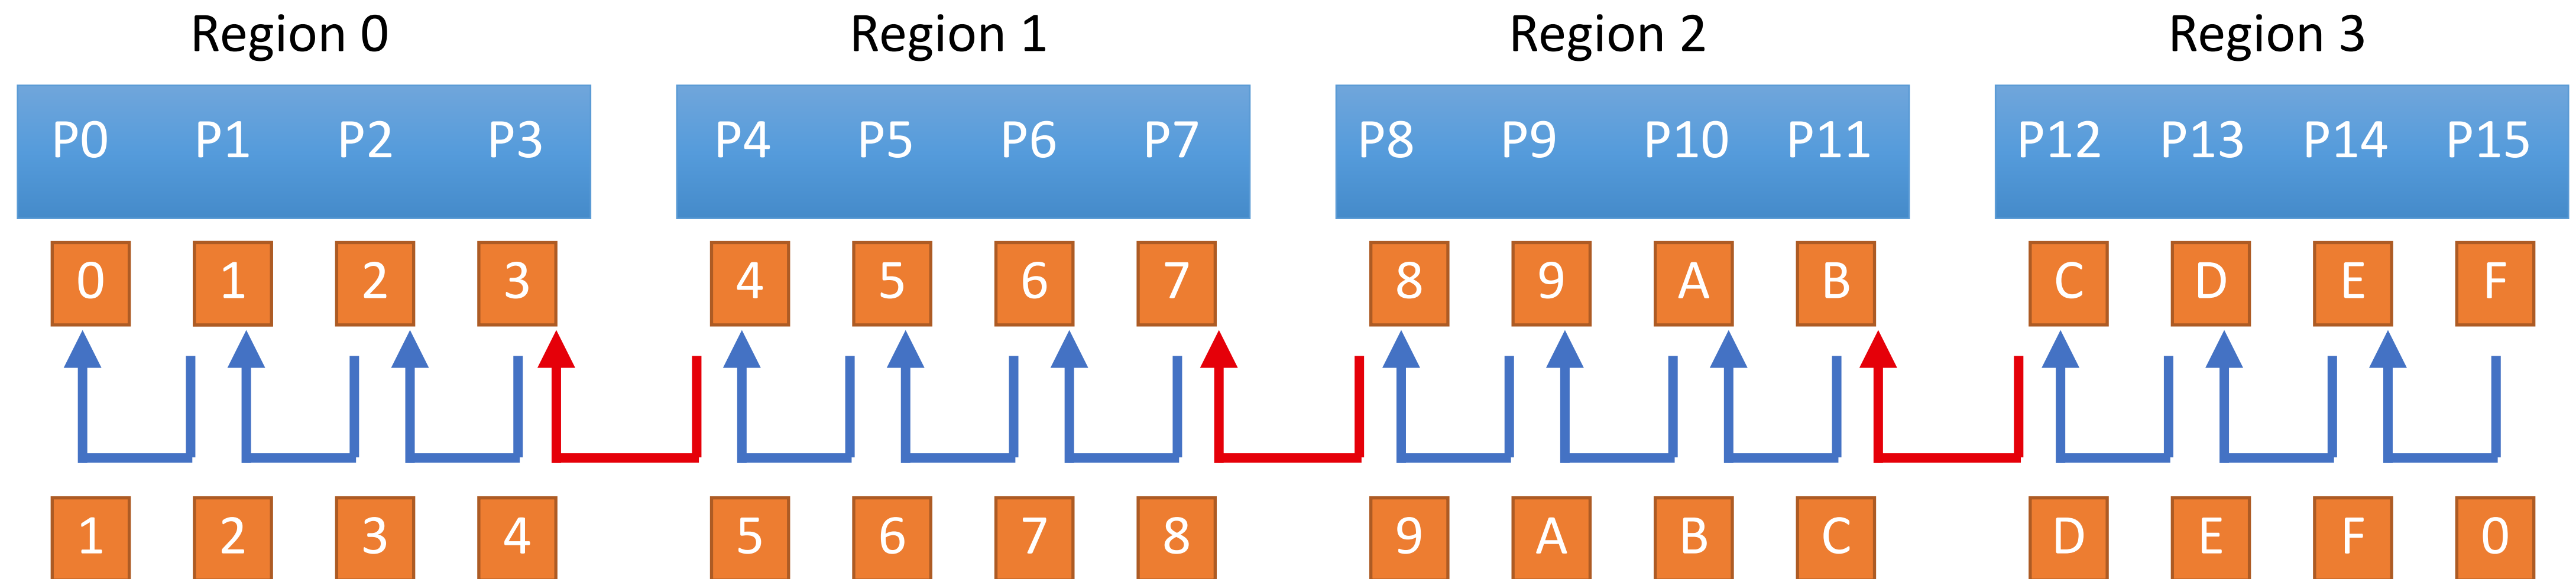 Region 0 Region 1 Region 2 Region 3
P0 P1 P2 P3 P4 P5 P6 P7 P8 P9 P10 P11 P12 P13 P14 P15
0 1 2 3 4 5 6 7 8 9 A B C D E F
1 2 3 4 5 6 7 8 9 A B C D E F 0